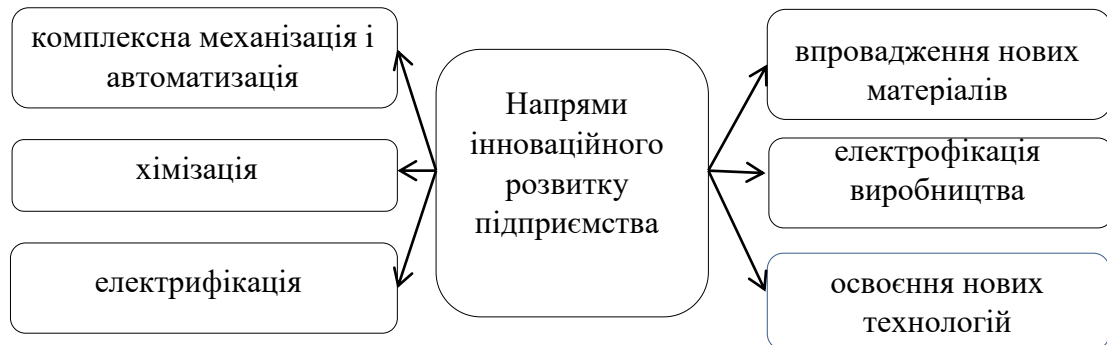 комплексна механізація і
автоматизація
хімізація
електрифікація
Напрями
інноваційного
розвитку
підприємства
впровадження нових
матеріалів
електрофікація
виробництва
освоєння нових
технологій